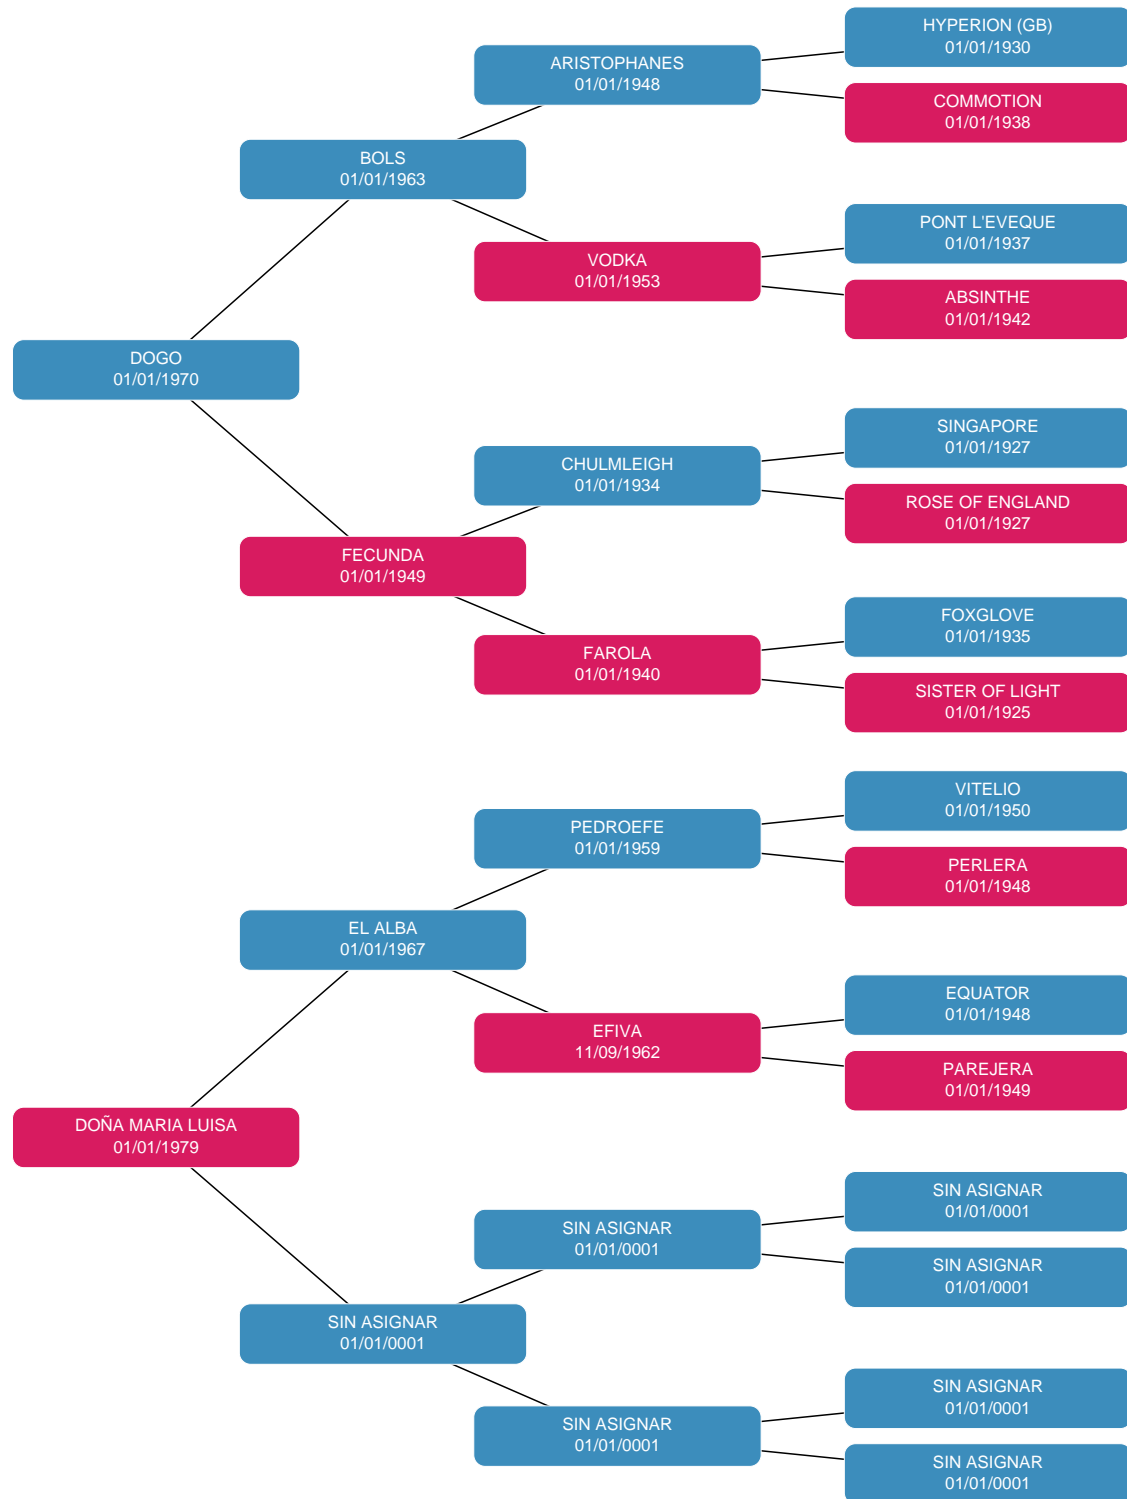 HYPERION (GB)
01/01/1930
ARISTOPHANES
01/01/1948
COMMOTION
01/01/1938
BOLS
01/01/1963
PONT L'EVEQUE
01/01/1937
VODKA
01/01/1953
ABSINTHE
01/01/1942
DOGO
01/01/1970
SINGAPORE
01/01/1927
CHULMLEIGH
01/01/1934
ROSE OF ENGLAND
01/01/1927
FECUNDA
01/01/1949
FOXGLOVE
01/01/1935
FAROLA
01/01/1940
SISTER OF LIGHT
01/01/1925
VITELIO
01/01/1950
PEDROEFE
01/01/1959
PERLERA
01/01/1948
EL ALBA
01/01/1967
EQUATOR
01/01/1948
EFIVA
11/09/1962
PAREJERA
01/01/1949
DOÑA MARIA LUISA
01/01/1979
SIN ASIGNAR
01/01/0001
SIN ASIGNAR
01/01/0001
SIN ASIGNAR
01/01/0001
SIN ASIGNAR
01/01/0001
SIN ASIGNAR
01/01/0001
SIN ASIGNAR
01/01/0001
SIN ASIGNAR
01/01/0001